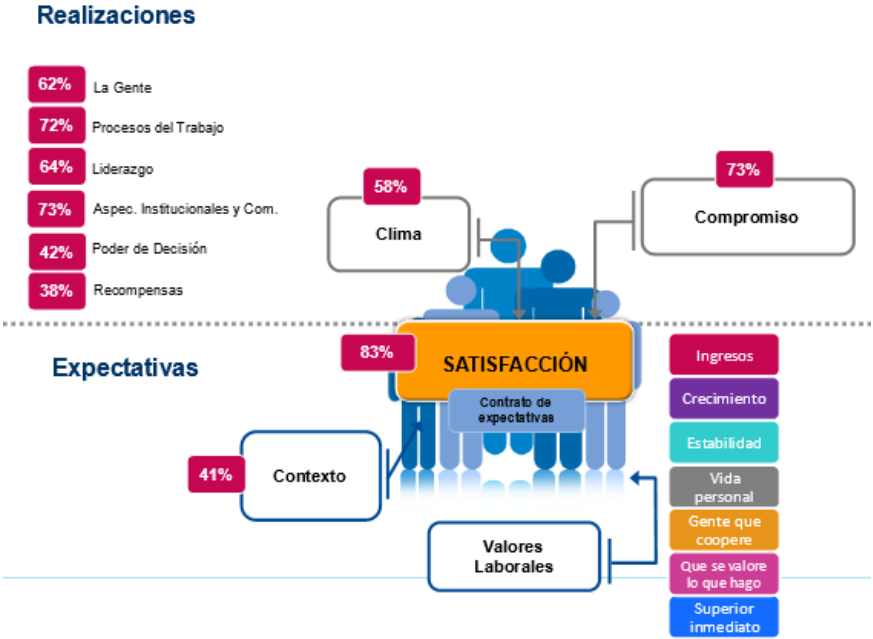 Realizaciones
62% La Gente
72% Procesos del Trabajo
64% Liderazgo
73% Aspec. Institucionales y Com.
42% Poder de Decisión
38% Recompensas
58%
Clima
73%
Compromiso
Expectativas
83%
SATISFACCIÓN
Contrato de
expectativas
41%
Contexto
Valores
Laborales
Ingresos
Crecimiento
Estabilidad
Vida
personal
Gente que
coopere
Que se valore
lo que hago
Superior
inmediato